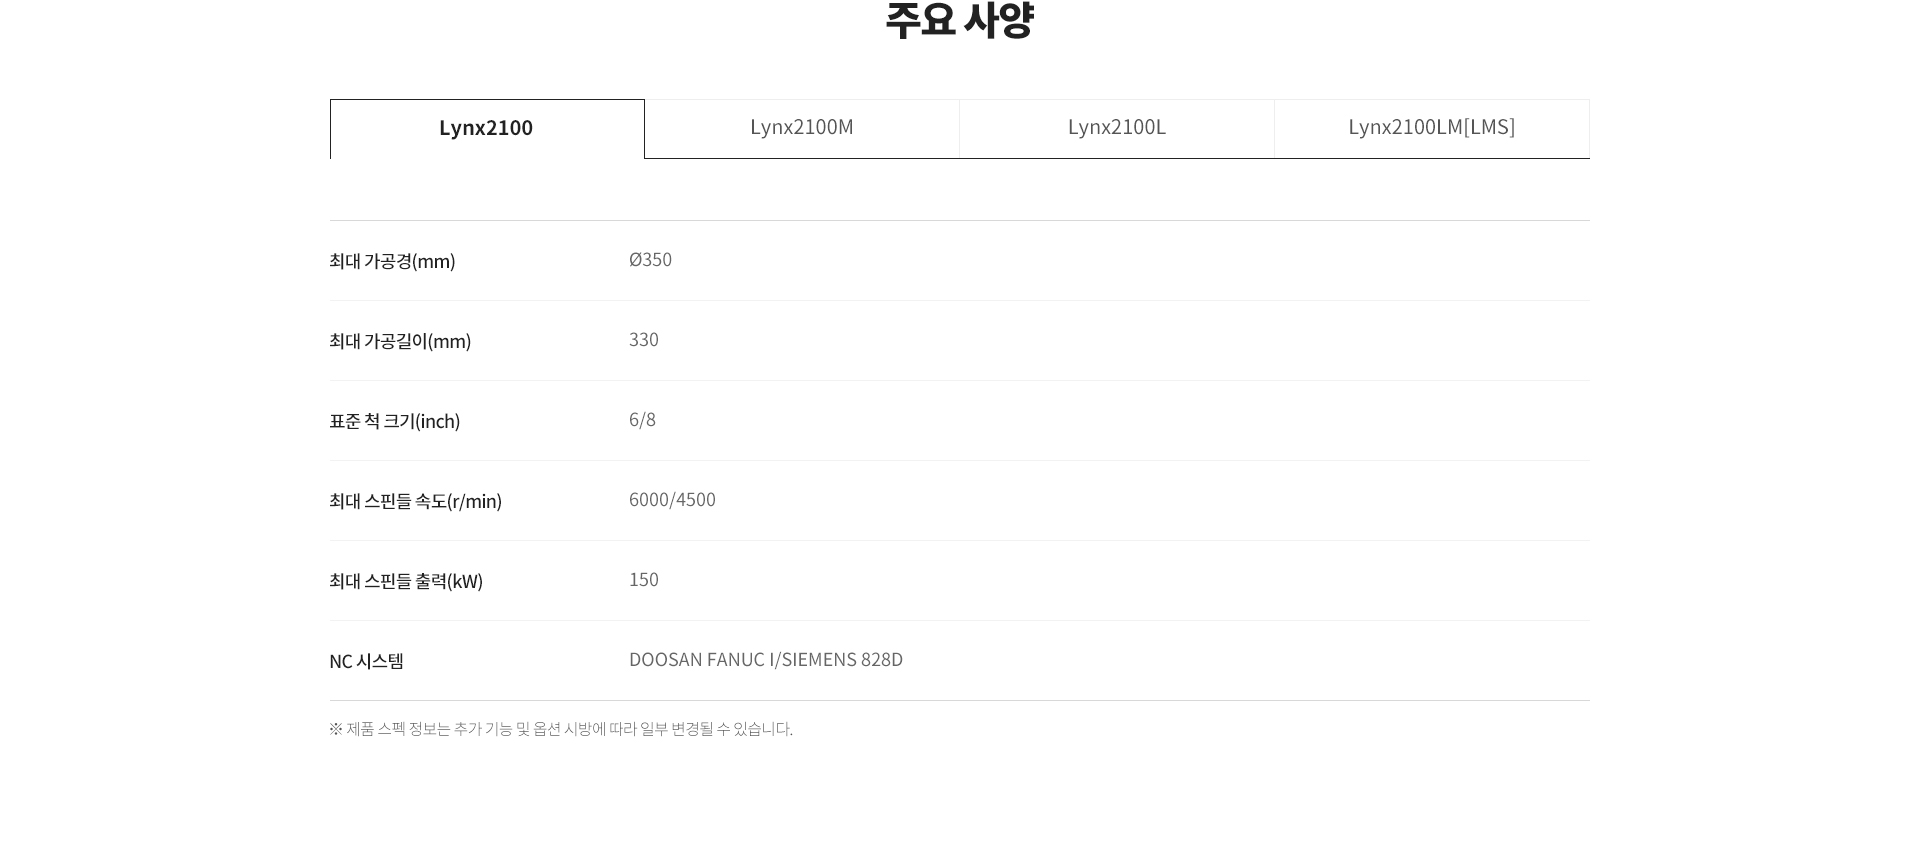 주요 사양
Lynx2100
Lynx2100M
Lynx2100L
Lynx2100LM[LMS]
최대 가공경(mm) Ø350
최대 가공길이(mm) 330
표준 척 크기(inch) 6/8
최대 스핀들 속도(r/min) 6000/4500
최대 스핀들 출력(kW) 150
NC 시스템 DOOSAN FANUC I/SIEMENS 828D
※ 제품 스펙 정보는 추가 기능 및 옵션 시방에 따라 일부 변경될 수 있습니다.